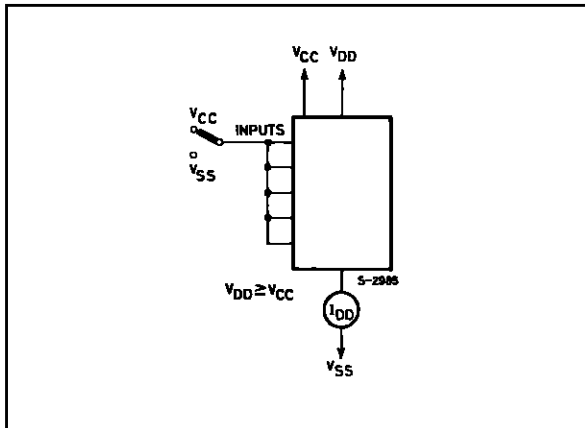 VCC VDD
VCC
INPUTS
VSS
S-2985
VDD≥VCC
IDD
VSS